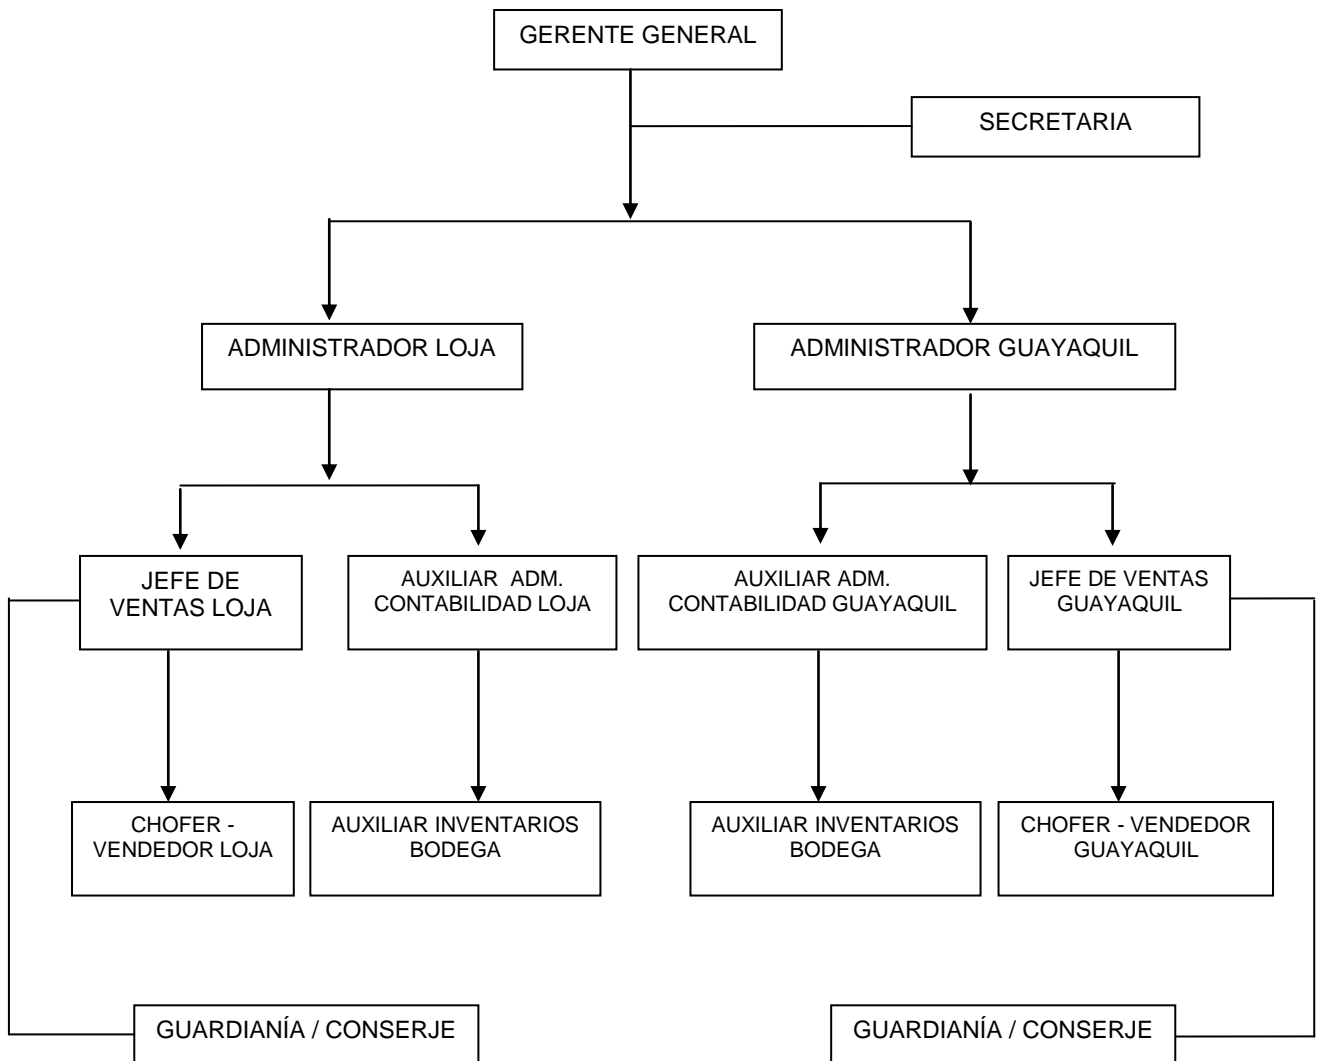 GERENTE GENERAL
SECRETARIA
ADMINISTRADOR LOJA
ADMINISTRADOR GUAYAQUIL
JEFE DE
VENTAS LOJA
AUXILIAR ADM.
CONTABILIDAD LOJA
AUXILIAR ADM.
CONTABILIDAD GUAYAQUIL
JEFE DE VENTAS
GUAYAQUIL
CHOFER -
VENDEDOR LOJA
AUXILIAR INVENTARIOS
BODEGA
AUXILIAR INVENTARIOS
BODEGA
CHOFER - VENDEDOR
GUAYAQUIL
GUARDIANÍA / CONSERJE
GUARDIANÍA / CONSERJE